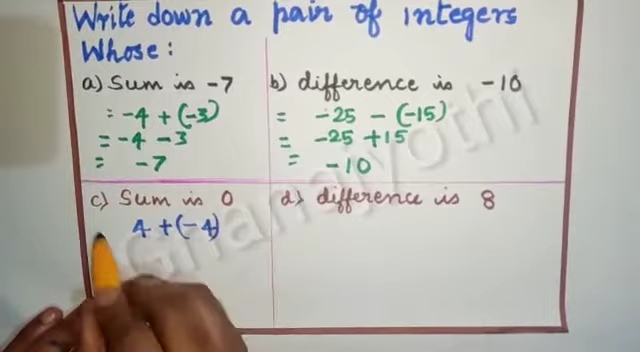 Write down a pair of integers
Whose:
a) Sum is -7
= -4 + (-3)
= -4 - 3
= -7
b) difference is -10
= -25 - (-15)
= -25 + 15
= -10
c) Sum is 0
4 + (-4)
d) difference is 8
Ghanajyothi